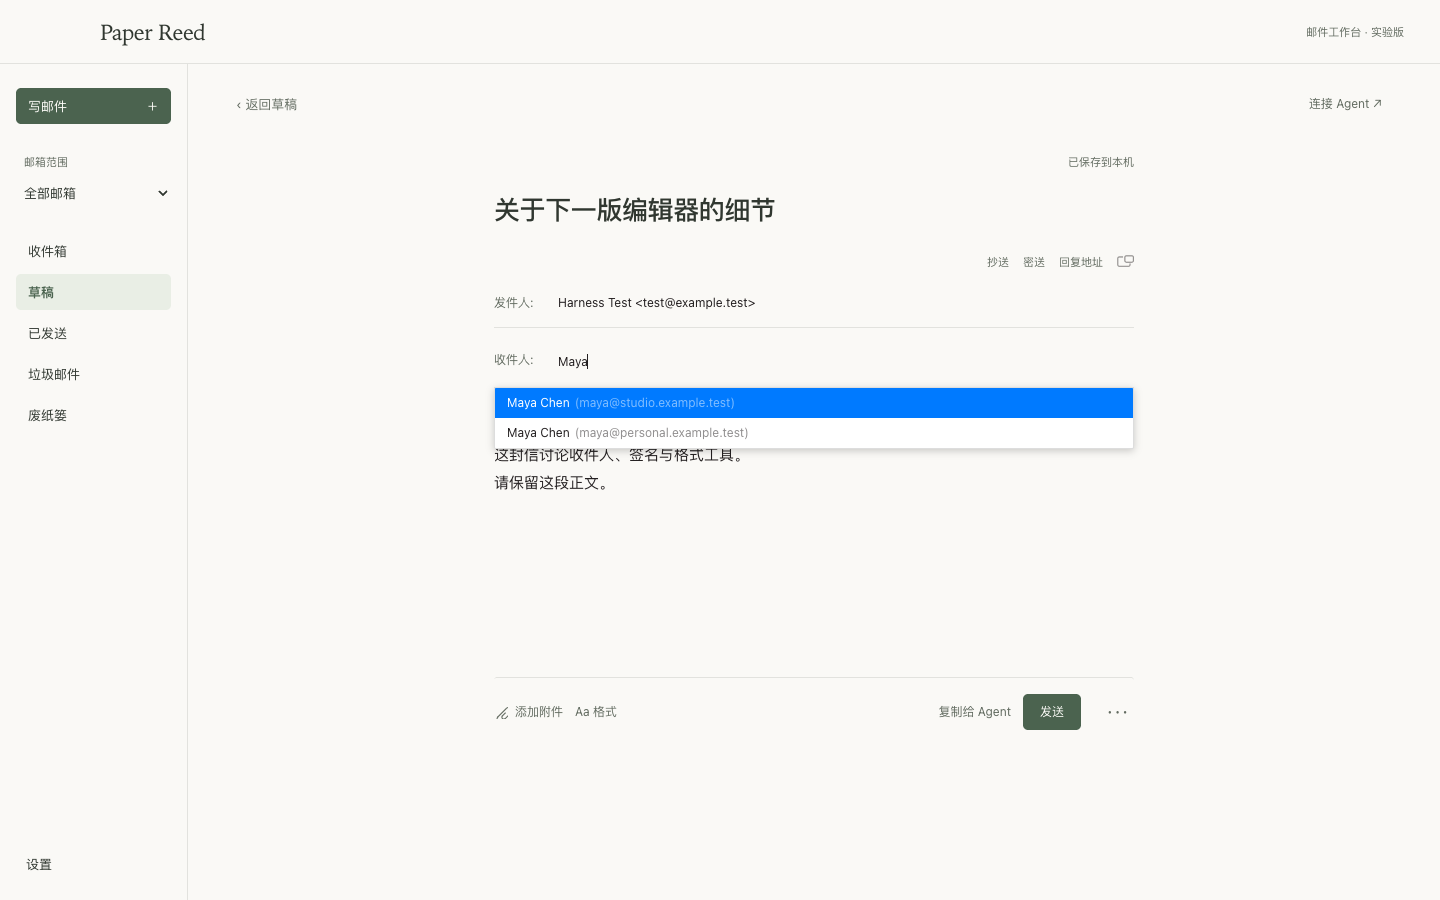 Paper Reed
邮件工作台 · 实验版
写邮件 +
‹ 返回草稿
连接 Agent ↗
邮箱范围
已保存到本机
全部邮箱
关于下一版编辑器的细节
收件箱
抄送 密送 回复地址
草稿
发件人: Harness Test <test@example.test>
已发送
收件人: Maya
垃圾邮件
Maya Chen (maya@studio.example.test)
废纸篓
Maya Chen (maya@personal.example.test)
这封信讨论收件人、签名与格式工具。
请保留这段正文。
添加附件 Aa 格式
复制给 Agent 发送 ···
设置